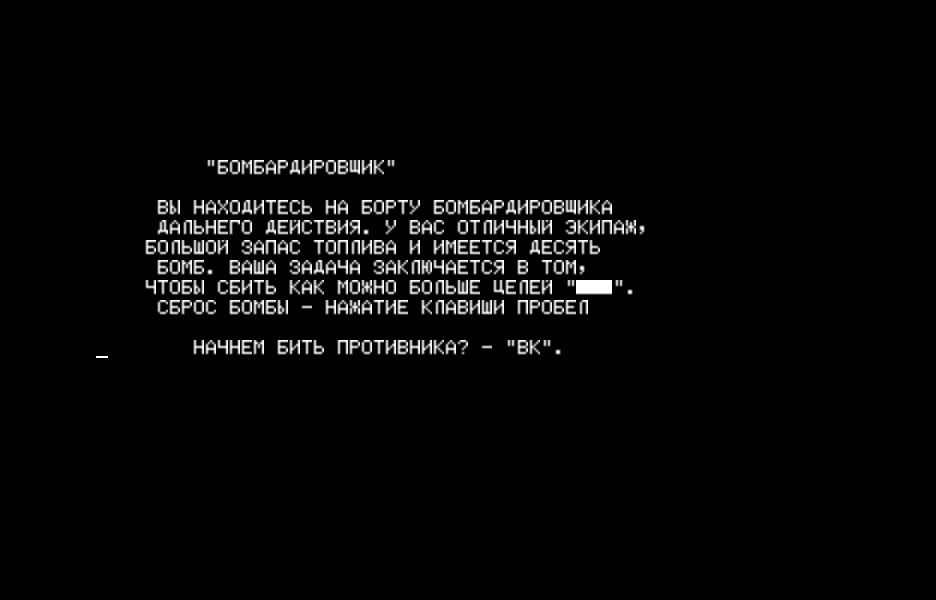 "БОМБАРДИРОВЩИК"
ВЫ НАХОДИТЕСЬ НА БОРТУ БОМБАРДИРОВЩИКА
ДАЛЬНЕГО ДЕЙСТВИЯ. У ВАС ОТЛИЧНЫЙ ЭКИПАЖ,
БОЛЬШОЙ ЗАПАС ТОПЛИВА И ИМЕЕТСЯ ДЕСЯТЬ
БОМБ. ВАША ЗАДАЧА ЗАКЛЮЧАЕТСЯ В ТОМ,
ЧТОБЫ СБИТЬ КАК МОЖНО БОЛЬШЕ ЦЕЛЕЙ "███".
СБРОС БОМБЫ - НАЖАТИЕ КЛАВИШИ ПРОБЕЛ
НАЧНЕМ БИТЬ ПРОТИВНИКА? - "ВК".